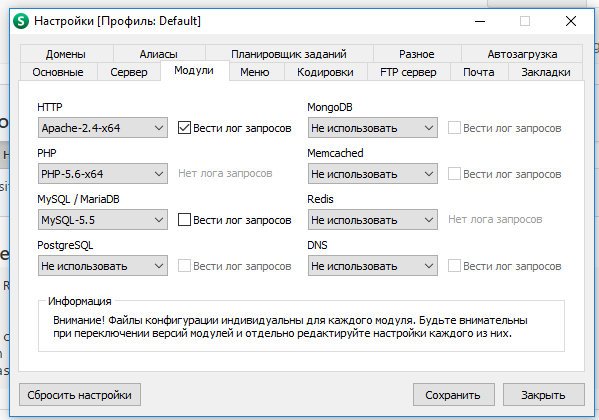 Настройки [Профиль: Default]
Домены Алиасы Планировщик заданий Разное Автозагрузка
Основные Сервер Модули Меню Кодировки FTP сервер Почта Закладки
HTTP
Apache-2.4-x64 Вести лог запросов
PHP
PHP-5.6-x64 Нет лога запросов
MySQL / MariaDB
MySQL-5.5 Вести лог запросов
PostgreSQL
Не использовать Вести лог запросов
MongoDB
Не использовать Вести лог запросов
Memcached
Не использовать Вести лог запросов
Redis
Не использовать Нет лога запросов
DNS
Не использовать Вести лог запросов
Информация
Внимание! Файлы конфигурации индивидуальны для каждого модуля. Будьте внимательны
при переключении версий модулей и отдельно редактируйте настройки каждого из них.
Сбросить настройки Сохранить Закрыть